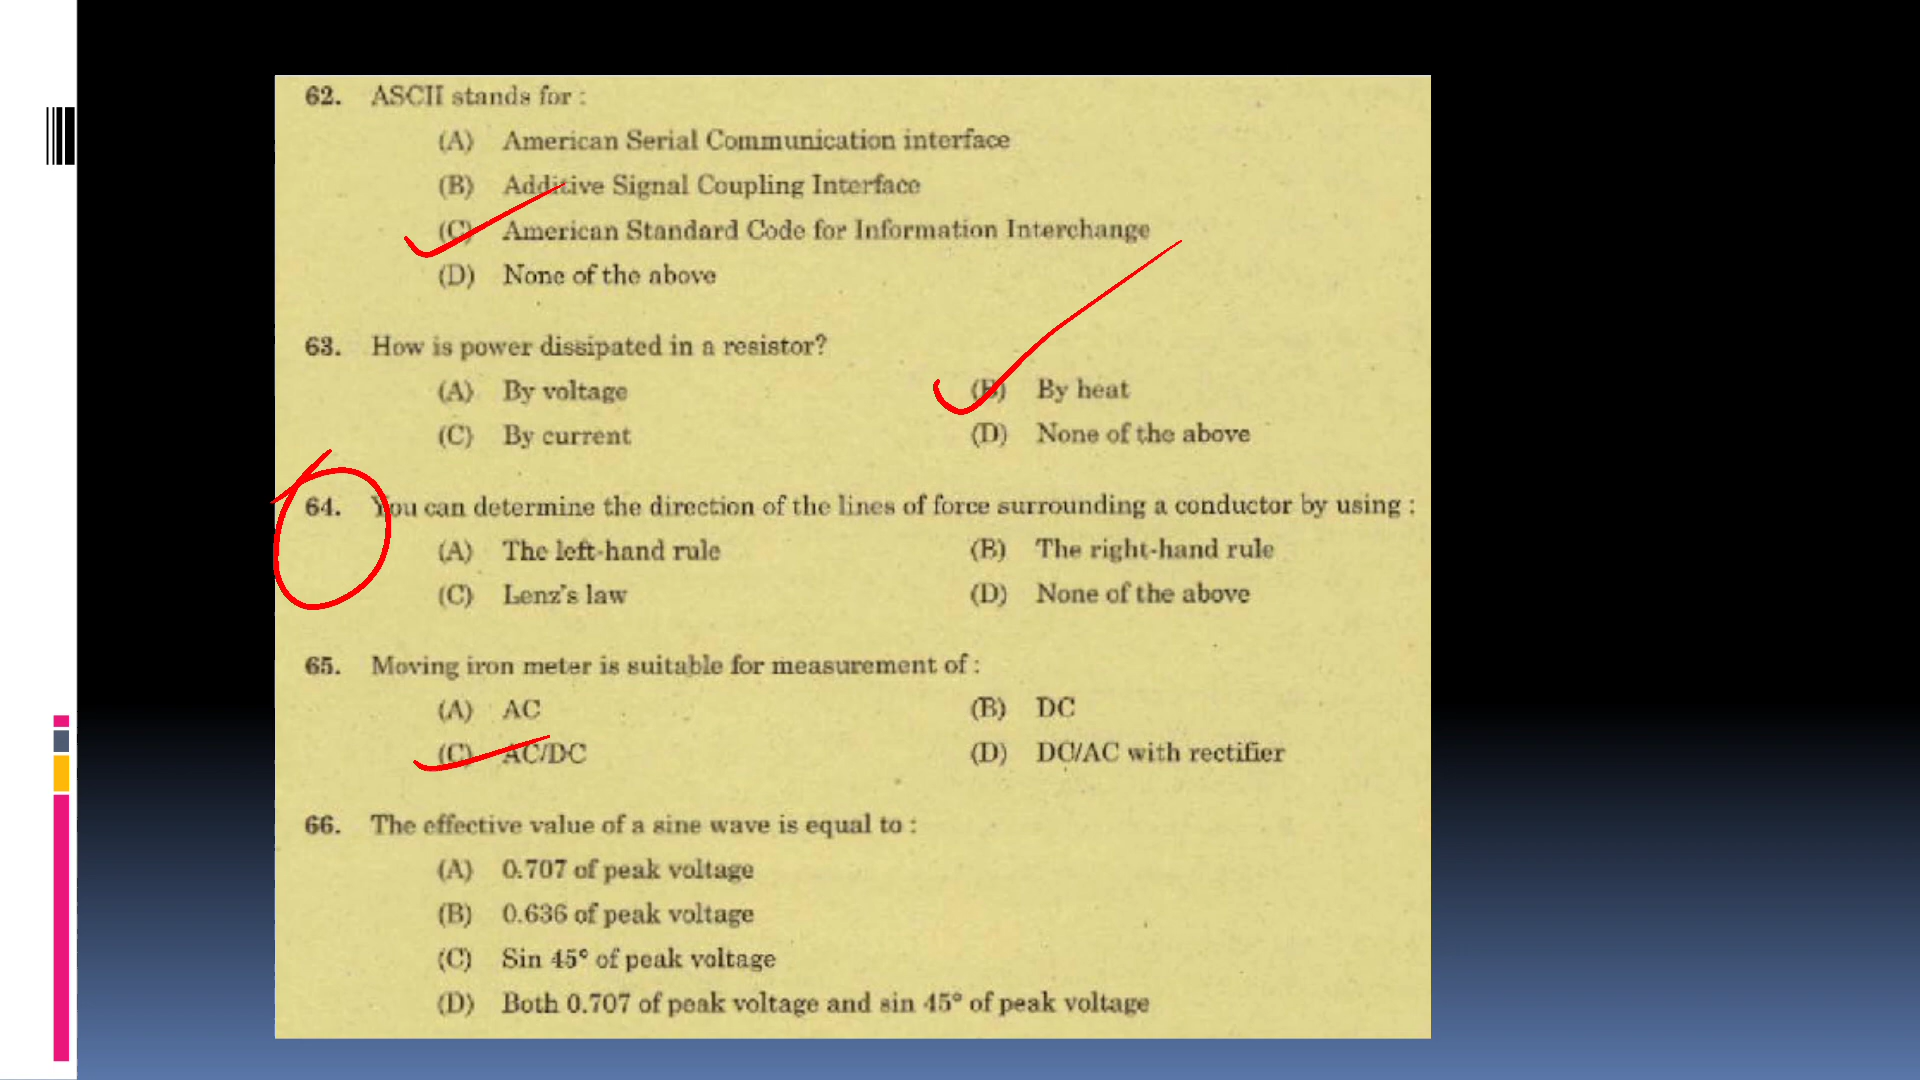 62. ASCII stands for :
(A) American Serial Communication interface
(B) Additive Signal Coupling Interface
(C) American Standard Code for Information Interchange
(D) None of the above
63. How is power dissipated in a resistor?
(A) By voltage (B) By heat
(C) By current (D) None of the above
64. You can determine the direction of the lines of force surrounding a conductor by using :
(A) The left-hand rule (B) The right-hand rule
(C) Lenz's law (D) None of the above
65. Moving iron meter is suitable for measurement of :
(A) AC (B) DC
(C) AC/DC (D) DC/AC with rectifier
66. The effective value of a sine wave is equal to :
(A) 0.707 of peak voltage
(B) 0.636 of peak voltage
(C) Sin 45° of peak voltage
(D) Both 0.707 of peak voltage and sin 45° of peak voltage